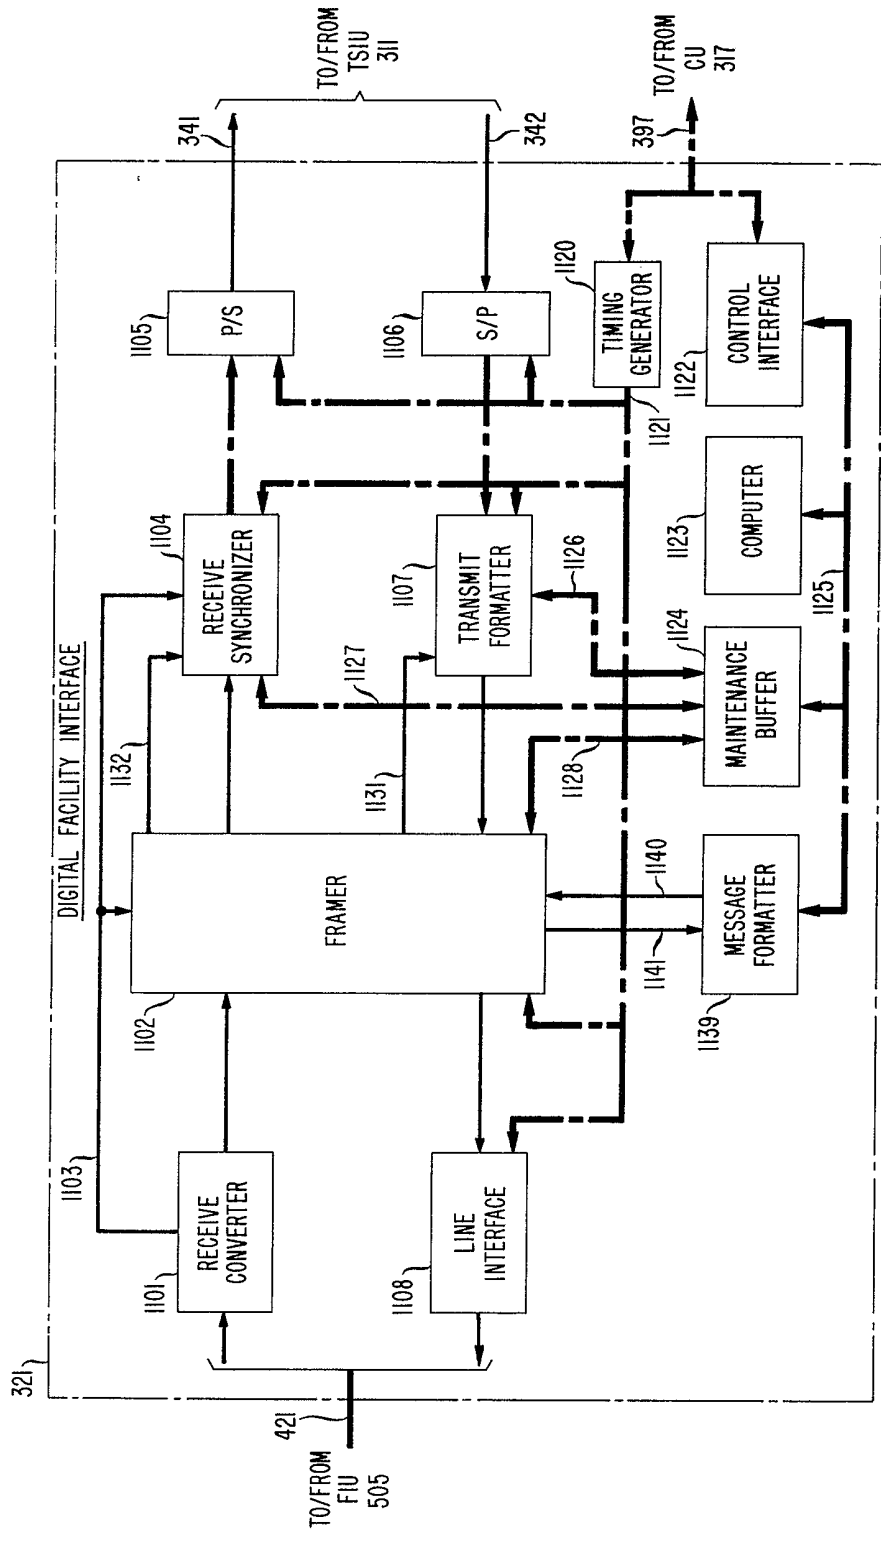 DIGITAL FACILITY INTERFACE
321
1103
1132
1101
RECEIVE
CONVERTER
1102
FRAMER
1104
RECEIVE
SYNCHRONIZER
1105
P/S
341
TO/FROM
TSIU
311
TO/FROM
FIU
505
421
1108
LINE
INTERFACE
1131
1127
1107
TRANSMIT
FORMATTER
1106
S/P
342
1128
1126
1120
TIMING
GENERATOR
1121
397
TO/FROM
CU
317
1141
1140
1139
MESSAGE
FORMATTER
1124
MAINTENANCE
BUFFER
1123
COMPUTER
1122
CONTROL
INTERFACE
1125